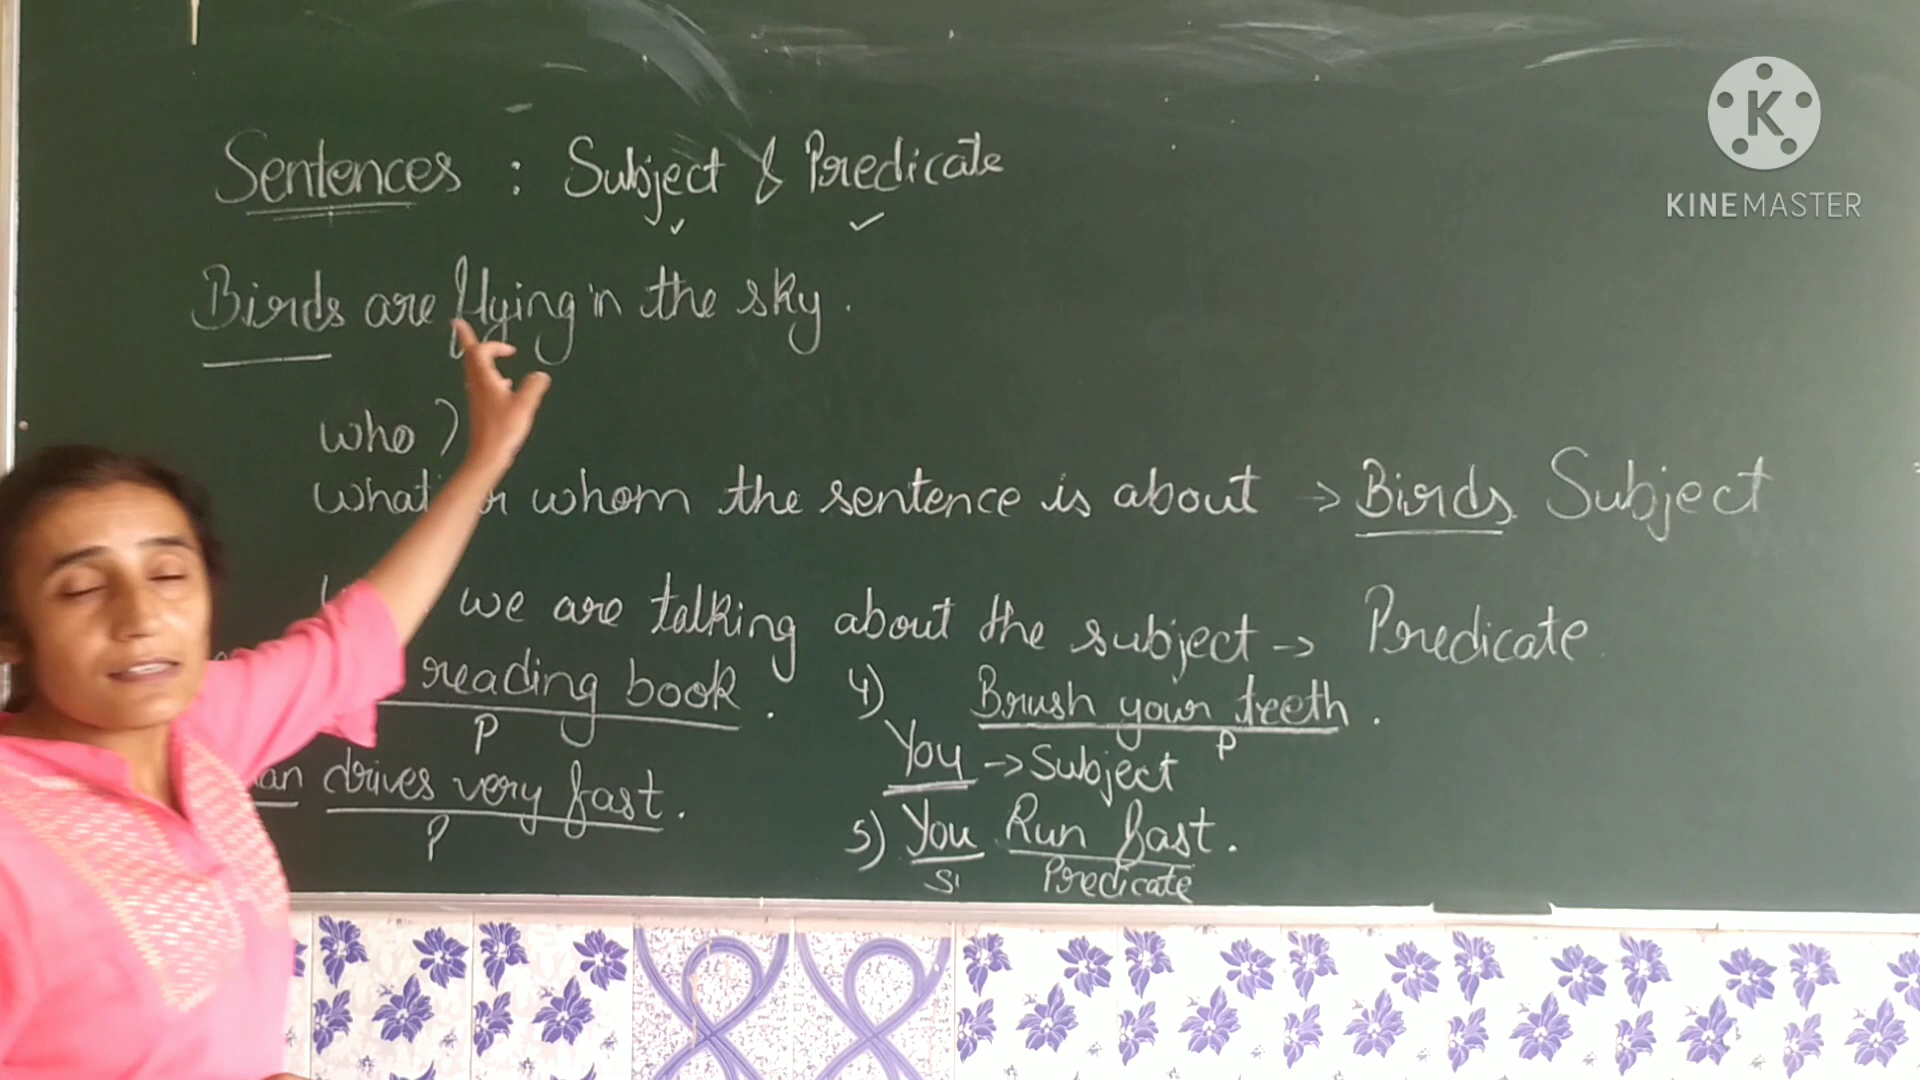 Sentences : Subject & Predicate
Birds are flying in the sky.
who)
what or whom the sentence is about → Birds Subject
we are talking about the subject → Predicate
reading book.
P
drives very fast.
P
4) Brush your teeth.
P
You → Subject
5) You Run fast.
S Predicate
K
KINEMASTER